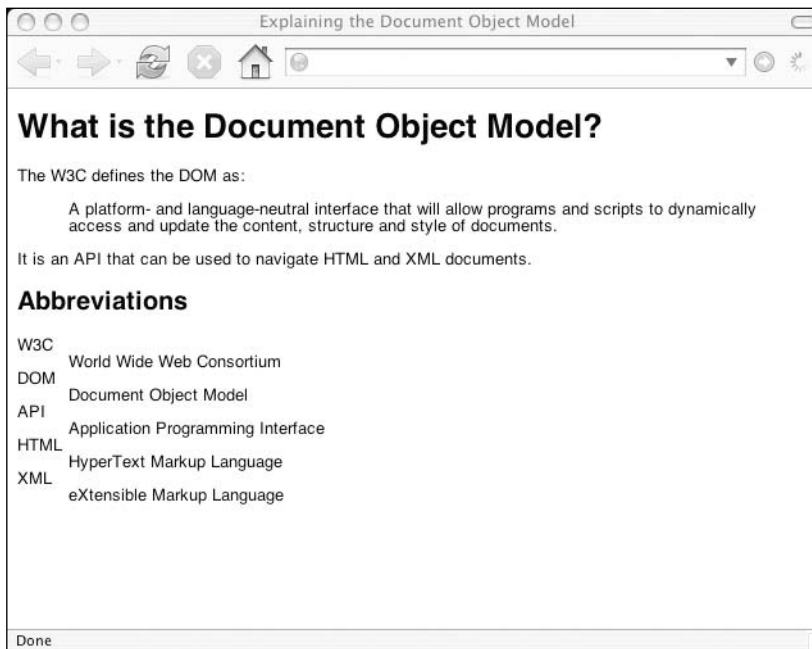 Explaining the Document Object Model
What is the Document Object Model?
The W3C defines the DOM as:
A platform- and language-neutral interface that will allow programs and scripts to dynamically
access and update the content, structure and style of documents.
It is an API that can be used to navigate HTML and XML documents.
Abbreviations
W3C
World Wide Web Consortium
DOM
Document Object Model
API
Application Programming Interface
HTML
HyperText Markup Language
XML
eXtensible Markup Language
Done